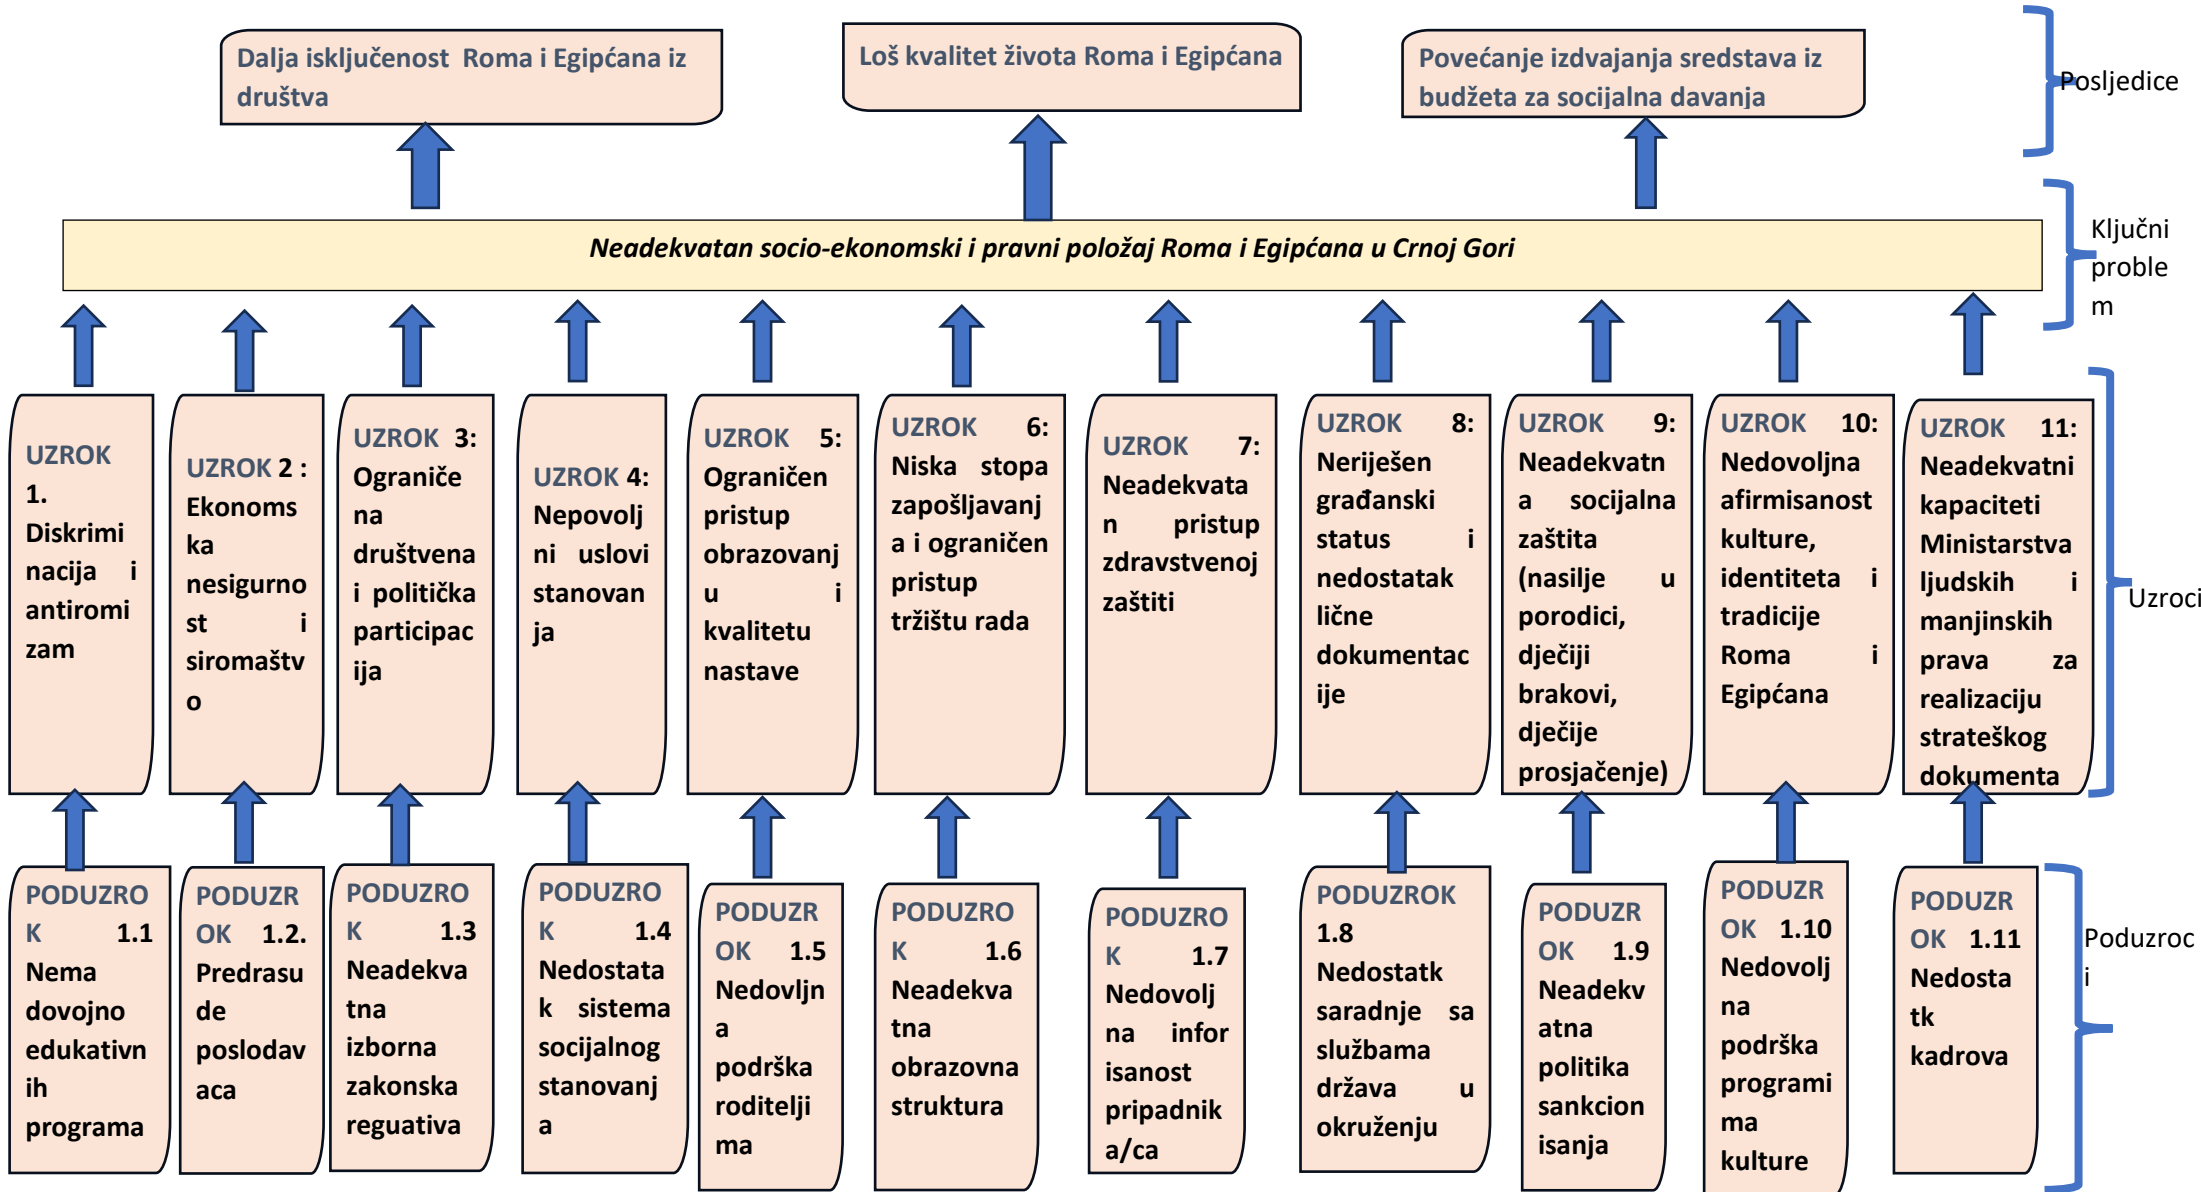 Dalja isključenost Roma i Egipćana iz
društva
Loš kvalitet života Roma i Egipćana
Povećanje izdvajanja sredstava iz
budžeta za socijalna davanja
Posljedice
Neadekvatan socio-ekonomski i pravni položaj Roma i Egipćana u Crnoj Gori
Ključni
proble
m
UZROK
1.
Diskrimi
nacija i
antiromi
zam
UZROK 2 :
Ekonoms
ka
nesigurno
st i
siromaštv
o
UZROK 3:
Ograniče
na
društvena
i politička
participac
ija
UZROK 4:
Nepovolj
ni uslovi
stanovan
ja
UZROK 5:
Ograničen
pristup
obrazovanj
u i
kvalitetu
nastave
UZROK 6:
Niska stopa
zapošljavanj
a i ograničen
pristup
tržištu rada
UZROK 7:
Neadekvata
n pristup
zdravstvenoj
zaštiti
UZROK 8:
Neriješen
građanski
status i
nedostatak
lične
dokumentac
ije
UZROK 9:
Neadekvatn
a socijalna
zaštita
(nasilje u
porodici,
dječiji
brakovi,
dječije
prosjačenje)
UZROK 10:
Nedovoljna
afirmisanost
kulture,
identiteta i
tradicije
Roma i
Egipćana
UZROK 11:
Neadekvatni
kapaciteti
Ministarstva
ljudskih i
manjinskih
prava za
realizaciju
strateškog
dokumenta
Uzroci
PODUZRO
K 1.1
Nema
dovojno
edukativn
ih
programa
PODUZR
OK 1.2.
Predrasu
de
poslodav
aca
PODUZRO
K 1.3
Neadekva
tna
izborna
zakonska
reguativa
PODUZRO
K 1.4
Nedostata
k sistema
socijalnog
stanovanj
a
PODUZR
OK 1.5
Nedovljn
a
podrška
roditelji
ma
PODUZRO
K 1.6
Neadekva
tna
obrazovna
struktura
PODUZRO
K 1.7
Nedovolj
na infor
isanost
pripadnik
a/ca
PODUZROK
1.8
Nedostatk
saradnje sa
službama
država u
okruženju
PODUZR
OK 1.9
Neadekv
atna
politika
sankcion
isanja
PODUZR
OK 1.10
Nedovolj
na
podrška
programi
ma
kulture
PODUZR
OK 1.11
Nedosta
tk
kadrova
Poduzroc
i